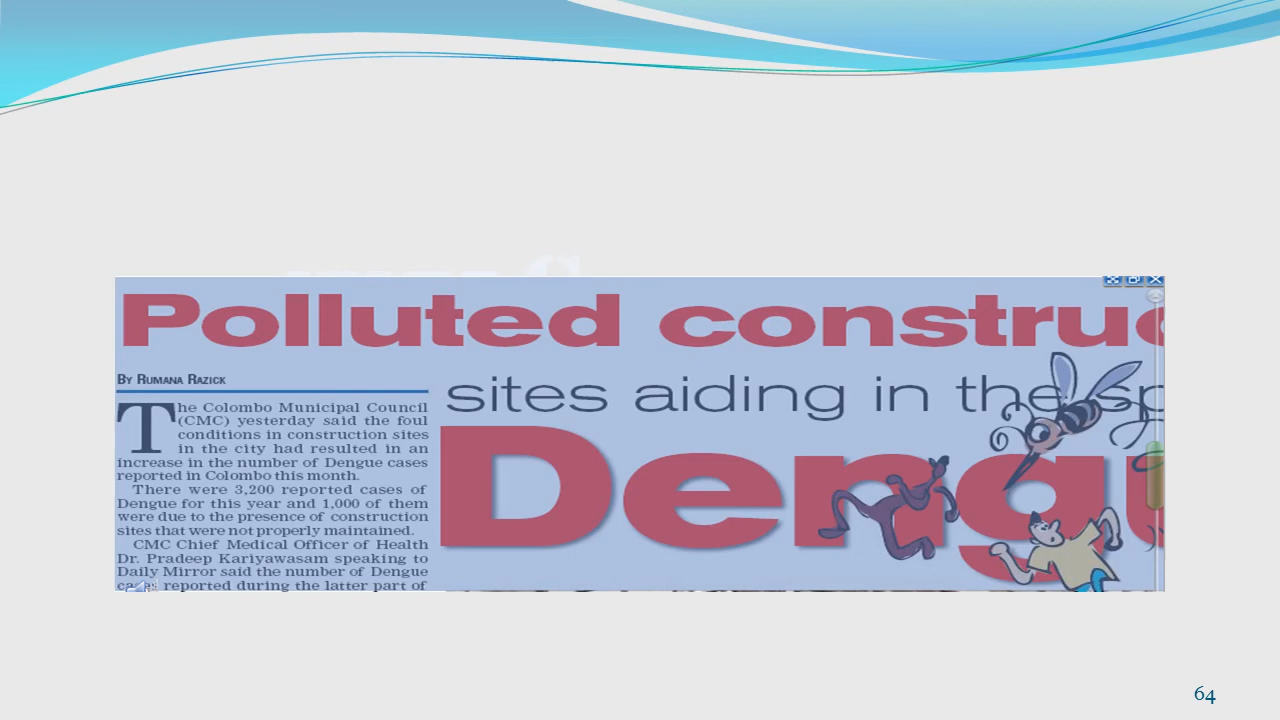 Polluted construc
By Rumana Razick
sites aiding in the sp
Deng
The Colombo Municipal Council
(CMC) yesterday said the foul
conditions in construction sites
in the city had resulted in an
increase in the number of Dengue cases
reported in Colombo this month.
There were 3,200 reported cases of
Dengue for this year and 1,000 of them
were due to the presence of construction
sites that were not properly maintained.
CMC Chief Medical Officer of Health
Dr. Pradeep Kariyawasam speaking to
Daily Mirror said the number of Dengue
cases reported during the latter part of
64